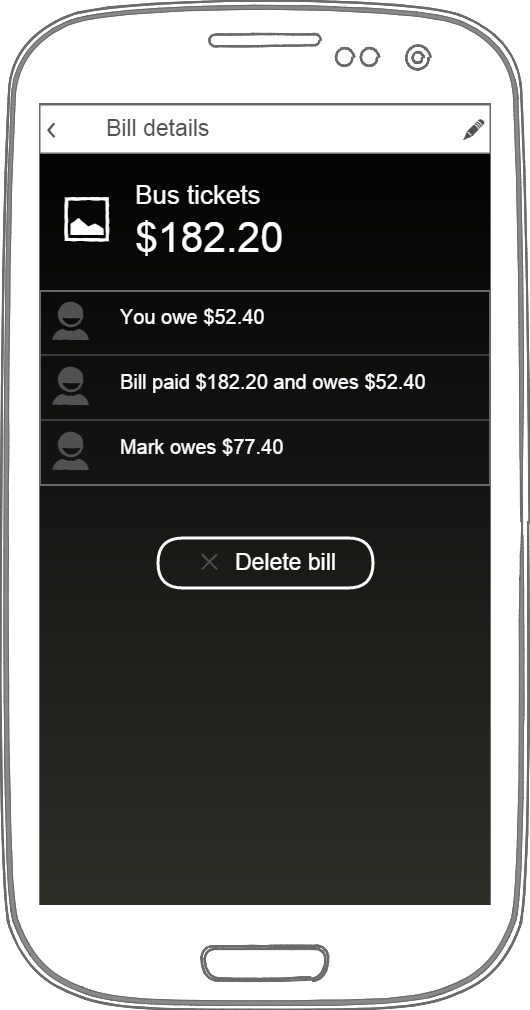 Bill details
Bus tickets
$182.20
You owe $52.40
Bill paid $182.20 and owes $52.40
Mark owes $77.40
Delete bill